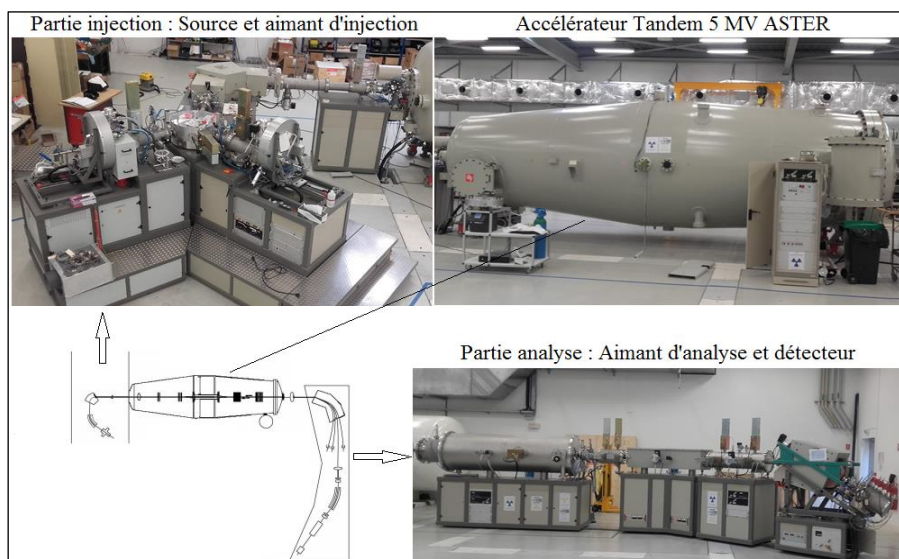 Partie injection : Source et aimant d'injection
Accélérateur Tandem 5 MV ASTER
Partie analyse : Aimant d'analyse et détecteur